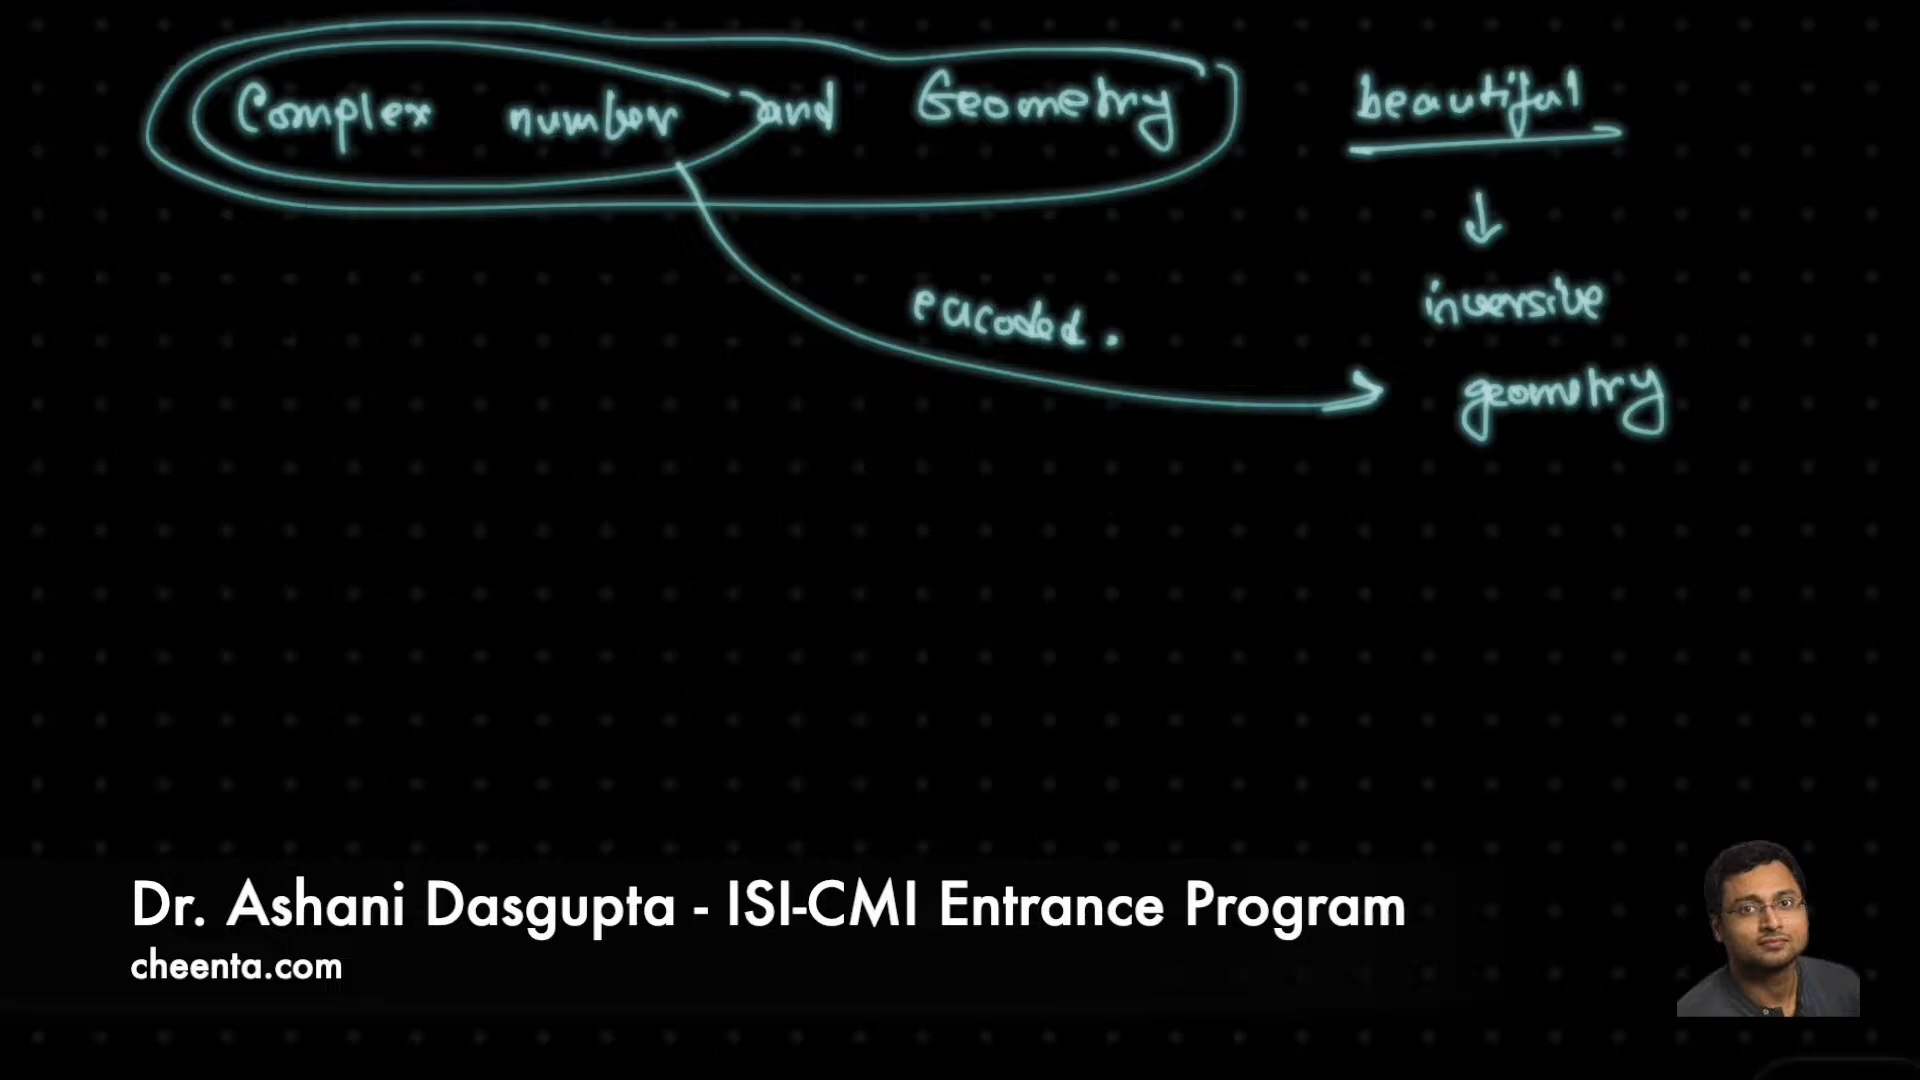 Complex number and Geometry
beautiful
↓
inversive
geometry
encoded.
Dr. Ashani Dasgupta - ISI-CMI Entrance Program
cheenta.com